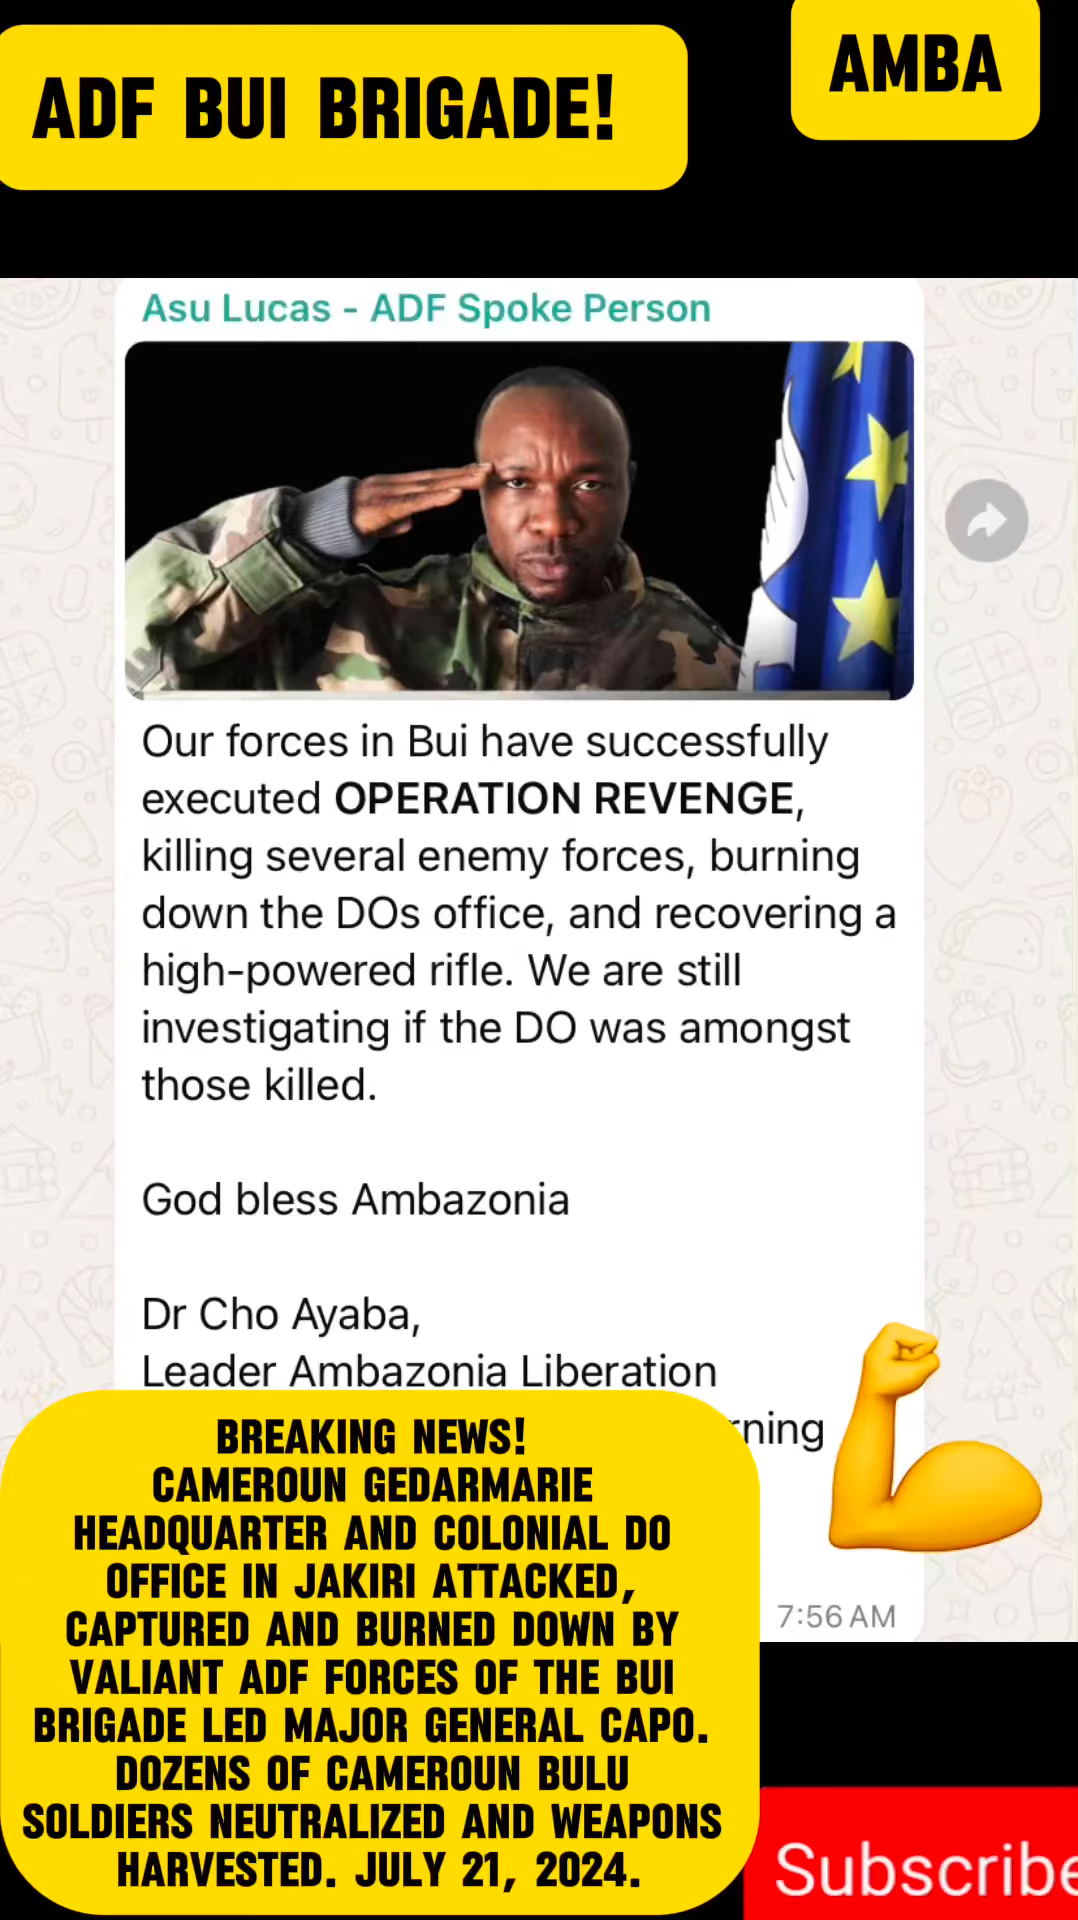 ADF BUI BRIGADE!
AMBA
Asu Lucas - ADF Spoke Person
Our forces in Bui have successfully
executed OPERATION REVENGE,
killing several enemy forces, burning
down the DOs office, and recovering a
high-powered rifle. We are still
investigating if the DO was amongst
those killed.
God bless Ambazonia
Dr Cho Ayaba,
Leader Ambazonia Liberation
7:56 AM
BREAKING NEWS!
CAMEROUN GEDARMARIE
HEADQUARTER AND COLONIAL DO
OFFICE IN JAKIRI ATTACKED,
CAPTURED AND BURNED DOWN BY
VALIANT ADF FORCES OF THE BUI
BRIGADE LED MAJOR GENERAL CAPO.
DOZENS OF CAMEROUN BULU
SOLDIERS NEUTRALIZED AND WEAPONS
HARVESTED. JULY 21, 2024.
Subscribe